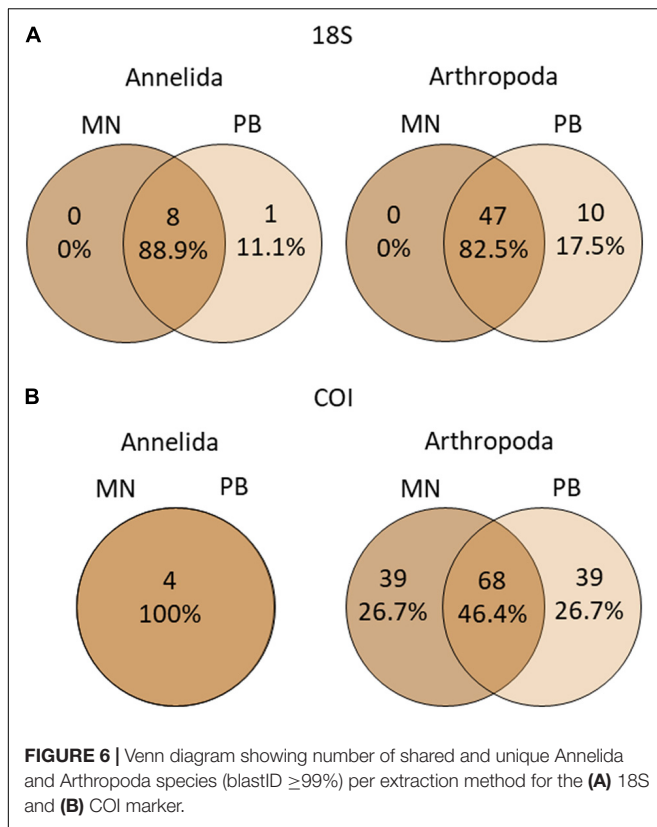 A
18S
Annelida Arthropoda
MN PB MN PB
0 8 1 0 47 10
0% 88.9% 11.1% 0% 82.5% 17.5%
B
COI
Annelida Arthropoda
MN PB MN PB
4 39 68 39
100% 26.7% 46.4% 26.7%
FIGURE 6 | Venn diagram showing number of shared and unique Annelida
and Arthropoda species (blastID ≥99%) per extraction method for the (A) 18S
and (B) COI marker.